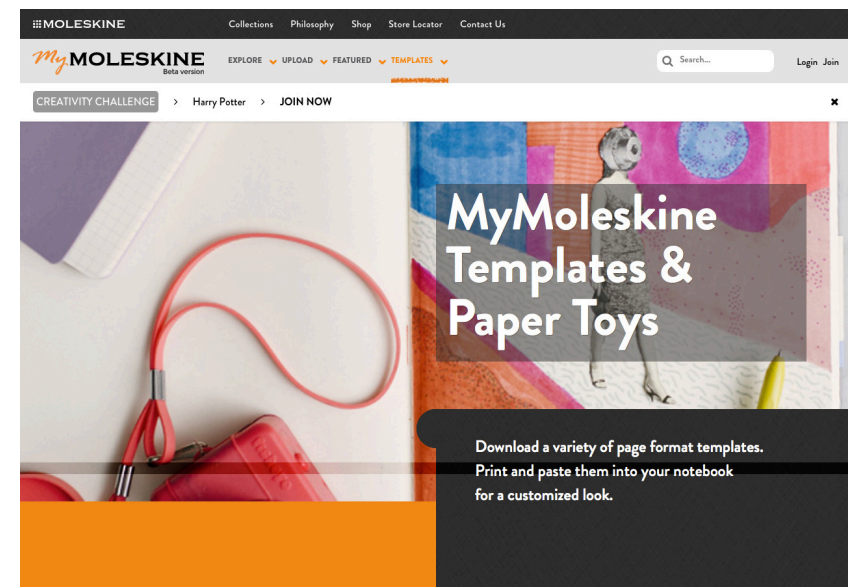 MOLESKINE
Collections Philosophy Shop Store Locator Contact Us
My MOLESKINE
Beta version
EXPLORE UPLOAD FEATURED TEMPLATES
Search...
Login Join
CREATIVITY CHALLENGE > Harry Potter > JOIN NOW
MyMoleskine
Templates &
Paper Toys
Download a variety of page format templates.
Print and paste them into your notebook
for a customized look.